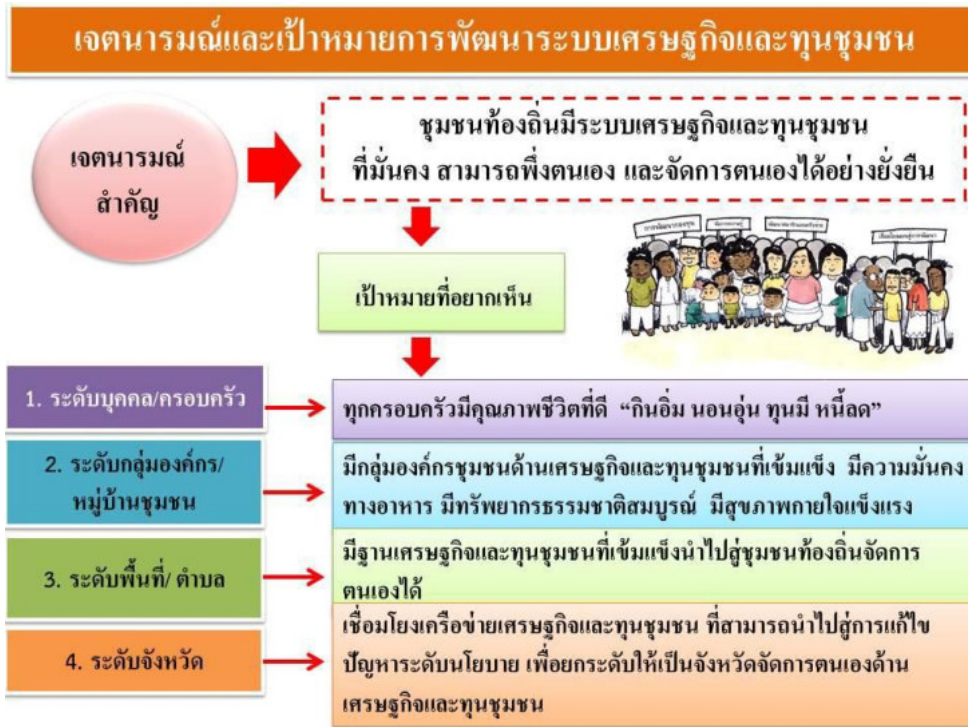 เจตนารมณ์และเป้าหมายการพัฒนาระบบเศรษฐกิจและทุนชุมชน
เจตนารมณ์
สำคัญ
ชุมชนท้องถิ่นมีระบบเศรษฐกิจและทุนชุมชน
ที่มั่นคง สามารถพึ่งตนเอง และจัดการตนเองได้อย่างยั่งยืน
เป้าหมายที่อยากเห็น
1. ระดับบุคคล/ครอบครัว
ทุกครอบครัวมีคุณภาพชีวิตที่ดี “กินอิ่ม นอนอุ่น ทุนมี หนี้ลด”
2. ระดับกลุ่มองค์กร/
หมู่บ้านชุมชน
มีกลุ่มองค์กรชุมชนด้านเศรษฐกิจและทุนชุมชนที่เข้มแข็ง มีความมั่นคง
ทางอาหาร มีทรัพยากรธรรมชาติสมบูรณ์ มีสุขภาพกายใจแข็งแรง
3. ระดับพื้นที่/ ตำบล
มีฐานเศรษฐกิจและทุนชุมชนที่เข้มแข็งนำไปสู่ชุมชนท้องถิ่นจัดการ
ตนเองได้
4. ระดับจังหวัด
เชื่อมโยงเครือข่ายเศรษฐกิจและทุนชุมชน ที่สามารถนำไปสู่การแก้ไข
ปัญหาระดับนโยบาย เพื่อยกระดับให้เป็นจังหวัดจัดการตนเองด้าน
เศรษฐกิจและทุนชุมชน